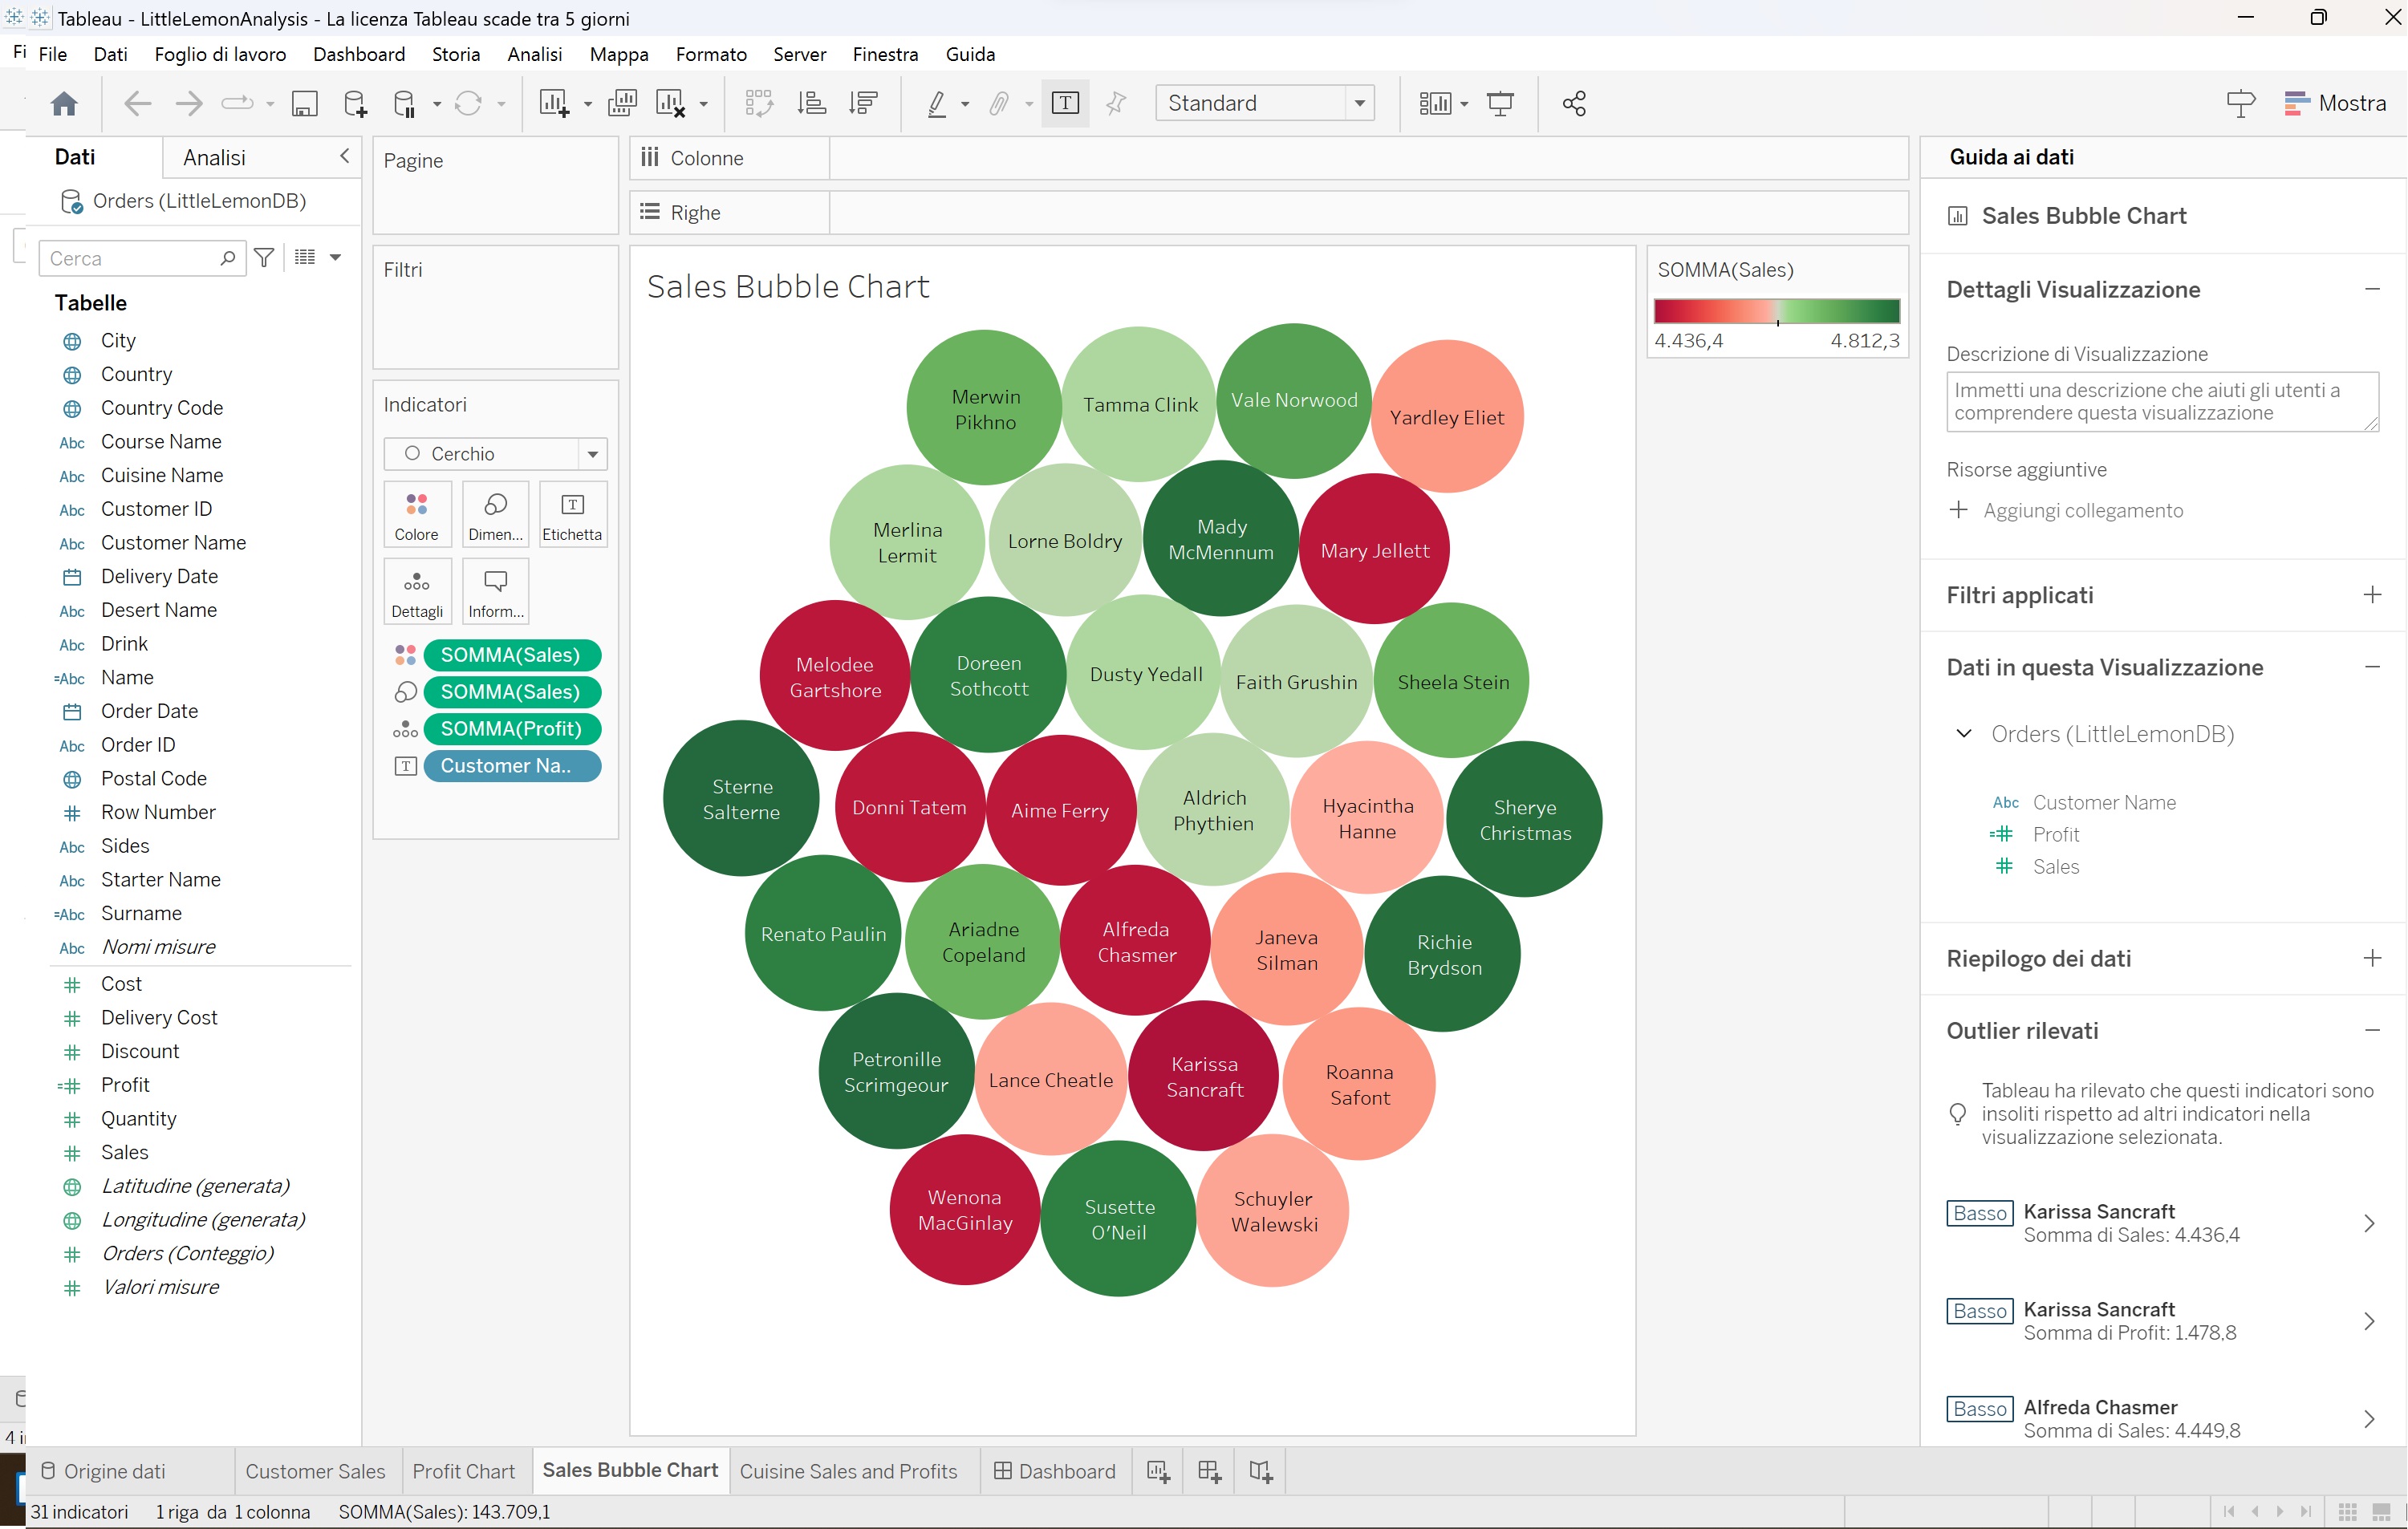 Tableau - LittleLemonAnalysis - La licenza Tableau scade tra 5 giorni
Fi
File Dati Foglio di lavoro Dashboard Storia Analisi Mappa Formato Server Finestra Guida
Standard
Mostra
Dati
Analisi
Orders (LittleLemonDB)
Cerca
Tabelle
City
Country
Country Code
Abc Course Name
Abc Cuisine Name
Abc Customer ID
Abc Customer Name
Delivery Date
Abc Desert Name
Abc Drink
=Abc Name
Order Date
Abc Order ID
Postal Code
# Row Number
Abc Sides
Abc Starter Name
=Abc Surname
Abc Nomi misure
# Cost
# Delivery Cost
# Discount
=# Profit
# Quantity
# Sales
Latitudine (generata)
Longitudine (generata)
# Orders (Conteggio)
# Valori misure
Pagine
Filtri
Indicatori
Cerchio
Colore
Dimen...
T
Etichetta
Dettagli
Inform...
SOMMA(Sales)
SOMMA(Sales)
SOMMA(Profit)
T Customer Na..
Colonne
Righe
Sales Bubble Chart
Merwin
Pikhno
Tamma Clink
Vale Norwood
Yardley Eliet
Merlina
Lermit
Lorne Boldry
Mady
McMennum
Mary Jellett
Melodee
Gartshore
Doreen
Sothcott
Dusty Yedall
Faith Grushin
Sheela Stein
Sterne
Salterne
Donni Tatem
Aime Ferry
Aldrich
Phythien
Hyacintha
Hanne
Sherye
Christmas
Renato Paulin
Ariadne
Copeland
Alfreda
Chasmer
Janeva
Silman
Richie
Brydson
Petronille
Scrimgeour
Lance Cheatle
Karissa
Sancraft
Roanna
Safont
Wenona
MacGinlay
Susette
O'Neil
Schuyler
Walewski
SOMMA(Sales)
4.436,4 4.812,3
Guida ai dati
Sales Bubble Chart
Dettagli Visualizzazione
Descrizione di Visualizzazione
Immetti una descrizione che aiuti gli utenti a
comprendere questa visualizzazione
Risorse aggiuntive
Aggiungi collegamento
Filtri applicati
Dati in questa Visualizzazione
Orders (LittleLemonDB)
Abc Customer Name
=# Profit
# Sales
Riepilogo dei dati
Outlier rilevati
Tableau ha rilevato che questi indicatori sono
insoliti rispetto ad altri indicatori nella
visualizzazione selezionata.
Basso Karissa Sancraft
Somma di Sales: 4.436,4
Basso Karissa Sancraft
Somma di Profit: 1.478,8
Basso Alfreda Chasmer
Somma di Sales: 4.449,8
Origine dati Customer Sales Profit Chart Sales Bubble Chart Cuisine Sales and Profits Dashboard
31 indicatori 1 riga da 1 colonna SOMMA(Sales): 143.709,1